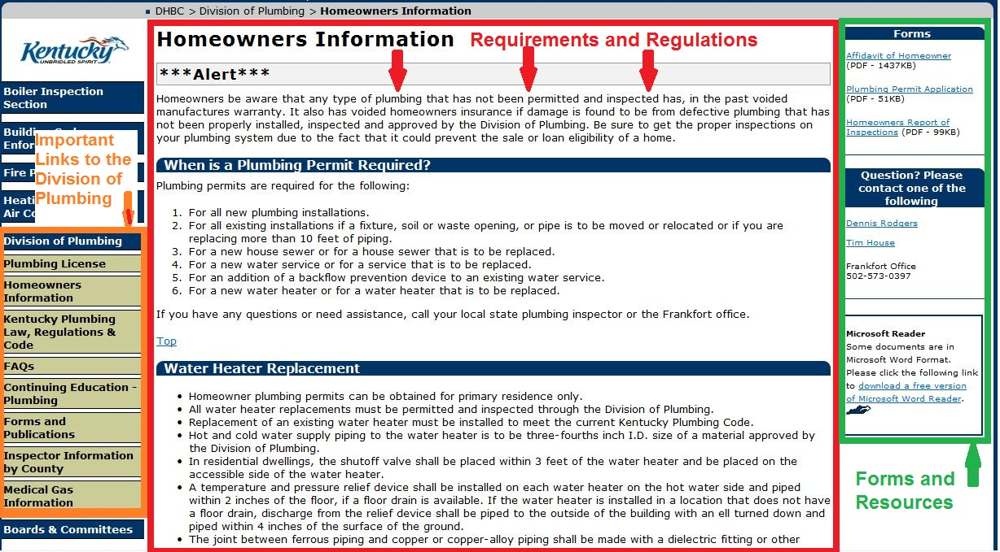 DHBC > Division of Plumbing > Homeowners Information
Kentucky
UNBRIDLED SPIRIT
Boiler Inspection
Section
Enfor
Fire P
Heati
Air Co
Important
Links to the
Division of
Plumbing
Division of Plumbing
Plumbing License
Homeowners
Information
Kentucky Plumbing
Law, Regulations &
Code
FAQs
Continuing Education -
Plumbing
Forms and
Publications
Inspector Information
by County
Medical Gas
Information
Boards & Committees
Homeowners Information
Requirements and Regulations
***Alert***
Homeowners be aware that any type of plumbing that has not been permitted and inspected has, in the past voided
manufactures warranty. It also has voided homeowners insurance if damage is found to be from defective plumbing that has
not been properly installed, inspected and approved by the Division of Plumbing. Be sure to get the proper inspections on
your plumbing system due to the fact that it could prevent the sale or loan eligibility of a home.
When is a Plumbing Permit Required?
Plumbing permits are required for the following:
1. For all new plumbing installations.
2. For all existing installations if a fixture, soil or waste opening, or pipe is to be moved or relocated or if you are
replacing more than 10 feet of piping.
3. For a new house sewer or for a house sewer that is to be replaced.
4. For a new water service or for a service that is to be replaced.
5. For an addition of a backflow prevention device to an existing water service.
6. For a new water heater or for a water heater that is to be replaced.
If you have any questions or need assistance, call your local state plumbing inspector or the Frankfort office.
Top
Water Heater Replacement
• Homeowner plumbing permits can be obtained for primary residence only.
• All water heater replacements must be permitted and inspected through the Division of Plumbing.
• Replacement of an existing water heater must be installed to meet the current Kentucky Plumbing Code.
• Hot and cold water supply piping to the water heater is to be three-fourths inch I.D. size of a material approved by
the Division of Plumbing.
• In residential dwellings, the shutoff valve shall be placed within 3 feet of the water heater and be placed on the
accessible side of the water heater.
• A temperature and pressure relief device shall be installed on each water heater on the hot water side and piped
within 2 inches of the floor, if a floor drain is available. If the water heater is installed in a location that does not have
a floor drain, discharge from the relief device shall be piped to the outside of the building with an ell turned down and
piped within 4 inches of the surface of the ground.
• The joint between ferrous piping and copper or copper-alloy piping shall be made with a dielectric fitting or other
Forms
Affidavit of Homeowner
(PDF - 1437KB)
Plumbing Permit Application
(PDF - 51KB)
Homeowners Report of
Inspections (PDF - 99KB)
Question? Please
contact one of the
following
Dennis Rodgers
Tim House
Frankfort Office
502-573-0397
Microsoft Reader
Some documents are in
Microsoft Word Format.
Please click the following link
to download a free version
of Microsoft Word Reader.
Forms and
Resources